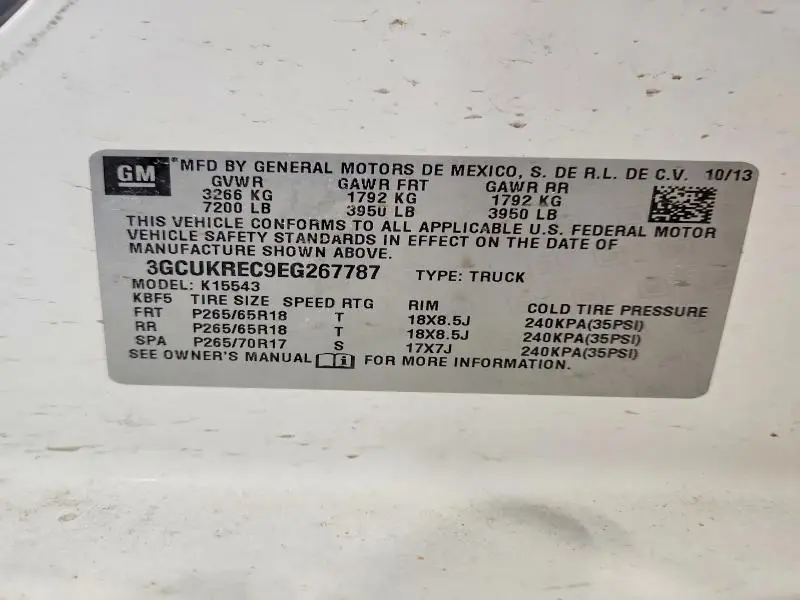 GM MFD BY GENERAL MOTORS DE MEXICO, S. DE R.L. DE C.V. 10/13
GVWR GAWR FRT GAWR RR
3266 KG 1792 KG 1792 KG
7200 LB 3950 LB 3950 LB
THIS VEHICLE CONFORMS TO ALL APPLICABLE U.S. FEDERAL MOTOR
VEHICLE SAFETY STANDARDS IN EFFECT ON THE DATE OF
MANUFACTURE SHOWN ABOVE.
3GCUKREC9EG267787 TYPE: TRUCK
MODEL: K15543
KBF5 TIRE SIZE SPEED RTG RIM COLD TIRE PRESSURE
FRT P265/65R18 T 18X8.5J 240KPA(35PSI)
RR P265/65R18 T 18X8.5J 240KPA(35PSI)
SPA P265/70R17 S 17X7J 240KPA(35PSI)
SEE OWNER'S MANUAL i FOR MORE INFORMATION.